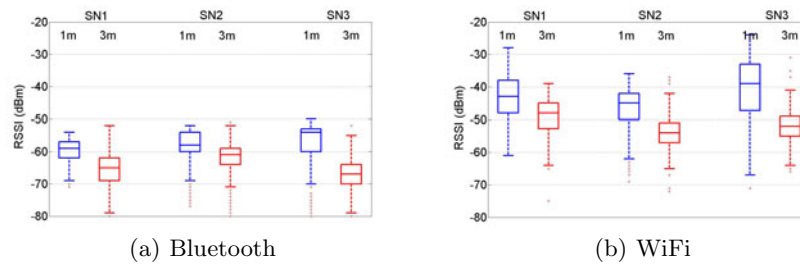 SN1 SN2 SN3
-20
1m 3m 1m 3m 1m 3m
-30
-40
RSSI (dBm)
-50
-60
-70
-80
(a) Bluetooth
SN1 SN2 SN3
-20
1m 3m 1m 3m 1m 3m
-30
-40
RSSI (dBm)
-50
-60
-70
-80
(b) WiFi